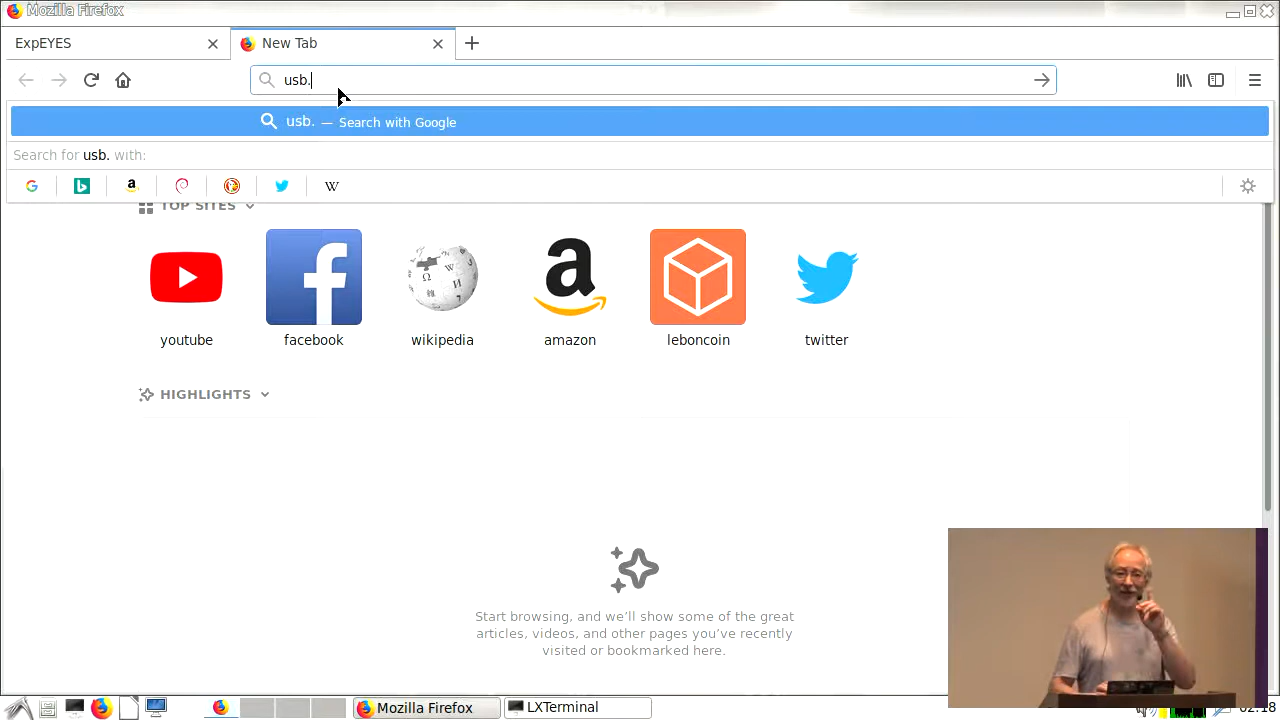 Mozilla Firefox
ExpEYES
New Tab
usb.
usb. — Search with Google
Search for usb. with:
TOP SITES
youtube
facebook
wikipedia
amazon
leboncoin
twitter
HIGHLIGHTS
Start browsing, and we’ll show some of the great
articles, videos, and other pages you’ve recently
visited or bookmarked here.
Mozilla Firefox
LXTerminal
02:18